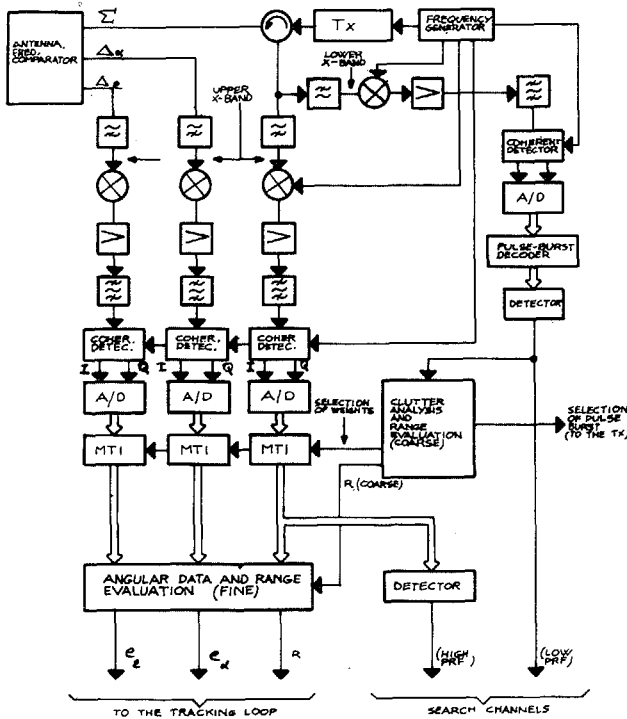 Σ
Tx
FREQUENCY
GENERATOR
ANTENNA,
FEED,
COMPARATOR
Δα
Δe
LOWER
X-BAND
UPPER
X-BAND
COHERENT
DETECTOR
A/D
PULSE-BURST
DECODER
DETECTOR
COHER.
DETEC.
COHER.
DETEC.
COHER.
DETEC.
I
Q
I
Q
I
Q
A/D
A/D
A/D
SELECTION
OF WEIGHTS
CLUTTER
ANALYSIS
AND
RANGE
EVALUATION
(COARSE)
SELECTION
OF PULSE
BURST
(TO THE TX)
MTI
MTI
MTI
R (COARSE)
ANGULAR DATA AND RANGE
EVALUATION (FINE)
DETECTOR
eα
R
(HIGH
PRF)
(LOW
PRF)
TO THE TRACKING LOOP
SEARCH CHANNELS